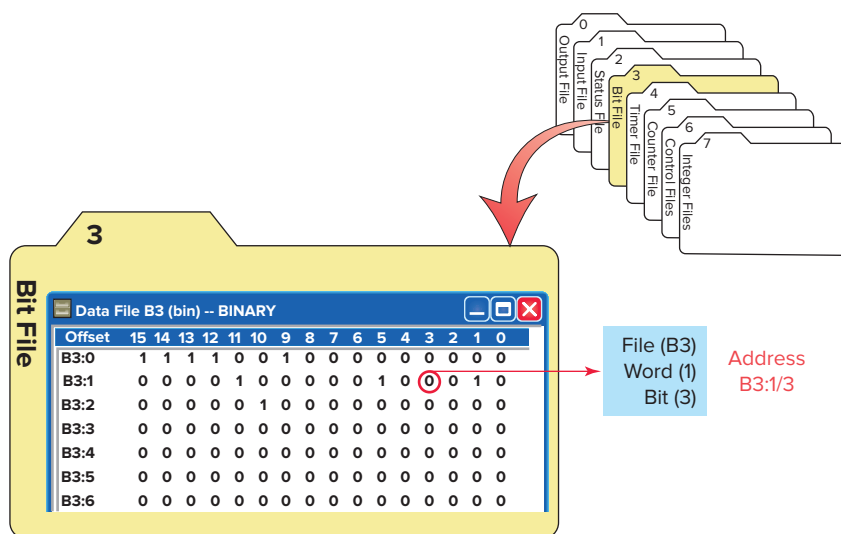 0
Output File
1
Input File
2
Status File
3
Bit File
4
Timer File
5
Counter File
6
Control Files
7
Integer Files
3
Bit File
Data File B3 (bin) -- BINARY
Offset 15 14 13 12 11 10 9 8 7 6 5 4 3 2 1 0
B3:0 1 1 1 1 0 0 1 0 0 0 0 0 0 0 0 0
B3:1 0 0 0 0 1 0 0 0 0 0 1 0 0 0 1 0
B3:2 0 0 0 0 0 1 0 0 0 0 0 0 0 0 0 0
B3:3 0 0 0 0 0 0 0 0 0 0 0 0 0 0 0 0
B3:4 0 0 0 0 0 0 0 0 0 0 0 0 0 0 0 0
B3:5 0 0 0 0 0 0 0 0 0 0 0 0 0 0 0 0
B3:6 0 0 0 0 0 0 0 0 0 0 0 0 0 0 0 0
File (B3)
Word (1)
Bit (3)
Address
B3:1/3